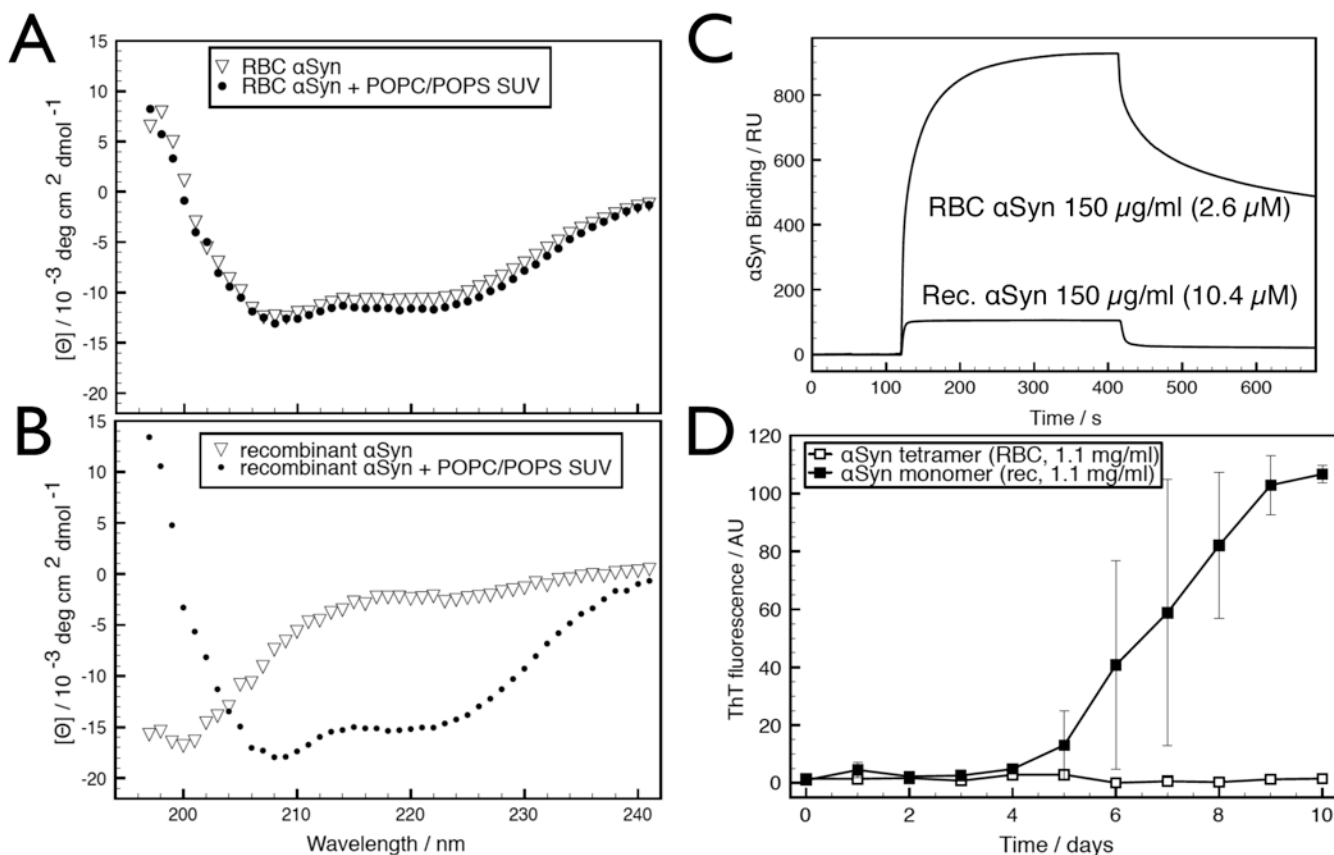 A
15
10
5
0
-5
-10
-15
-20
[Θ] / 10 -3 deg cm 2 dmol -1
▽ RBC αSyn
● RBC αSyn + POPC/POPS SUV
B
15
10
5
0
-5
-10
-15
-20
[Θ] / 10 -3 deg cm 2 dmol -1
▽ recombinant αSyn
• recombinant αSyn + POPC/POPS SUV
200 210 220 230 240
Wavelength / nm
C
800
600
400
200
0
αSyn Binding / RU
RBC αSyn 150 µg/ml (2.6 µM)
Rec. αSyn 150 µg/ml (10.4 µM)
0 100 200 300 400 500 600
Time / s
D
120
100
80
60
40
20
0
ThT fluorescence / AU
αSyn tetramer (RBC, 1.1 mg/ml)
αSyn monomer (rec, 1.1 mg/ml)
0 2 4 6 8 10
Time / days